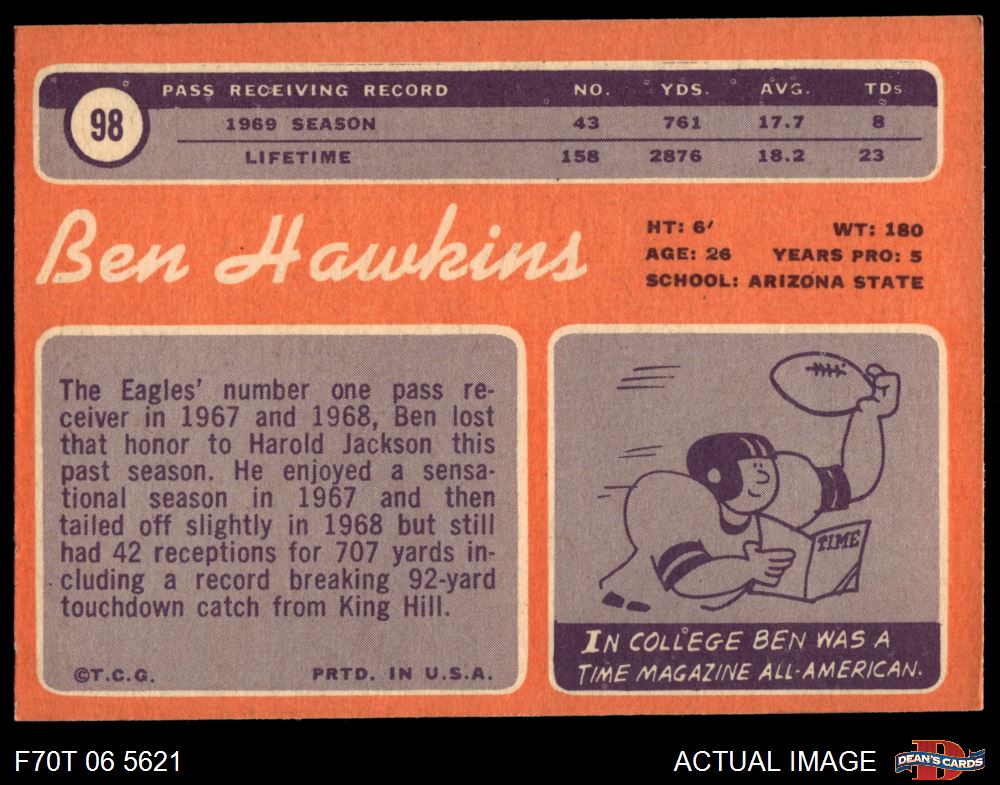 98
PASS RECEIVING RECORD NO. YDS. AVG. TDs
1969 SEASON 43 761 17.7 8
LIFETIME 158 2876 18.2 23
Ben Hawkins
HT: 6' WT: 180
AGE: 26 YEARS PRO: 5
SCHOOL: ARIZONA STATE
The Eagles' number one pass re-
ceiver in 1967 and 1968, Ben lost
that honor to Harold Jackson this
past season. He enjoyed a sensa-
tional season in 1967 and then
tailed off slightly in 1968 but still
had 42 receptions for 707 yards in-
cluding a record breaking 92-yard
touchdown catch from King Hill.
©T.C.G. PRTD. IN U.S.A.
TIME
IN COLLEGE BEN WAS A
TIME MAGAZINE ALL-AMERICAN.
F70T 06 5621
ACTUAL IMAGE
D
DEAN'S CARDS